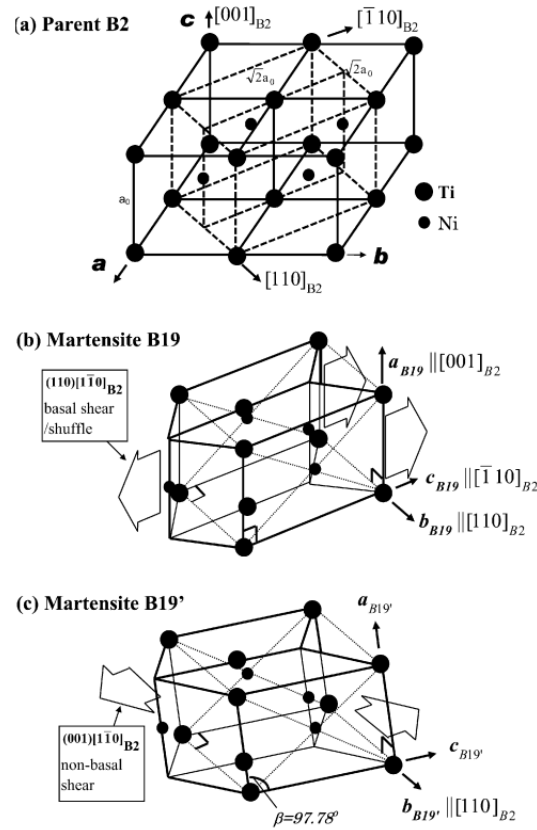 (a) Parent B2
c [001]B2
[1̄10]B2
√2a₀ √2a₀
a₀
Ti
Ni
a
b
[110]B2
(b) Martensite B19
(110)[11̄0]B2
basal shear
/shuffle
aB19 || [001]B2
cB19 || [1̄10]B2
bB19 || [110]B2
(c) Martensite B19’
aB19'
(001)[11̄0]B2
non-basal
shear
cB19'
β=97.78⁰
bB19' || [110]B2